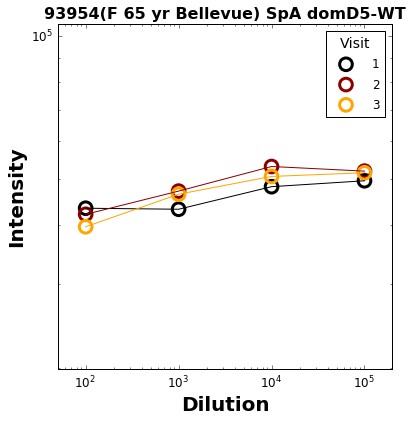 93954(F 65 yr Bellevue) SpA domD5-WT
10^5
Visit
1
2
3
Intensity
10^2 10^3 10^4 10^5
Dilution